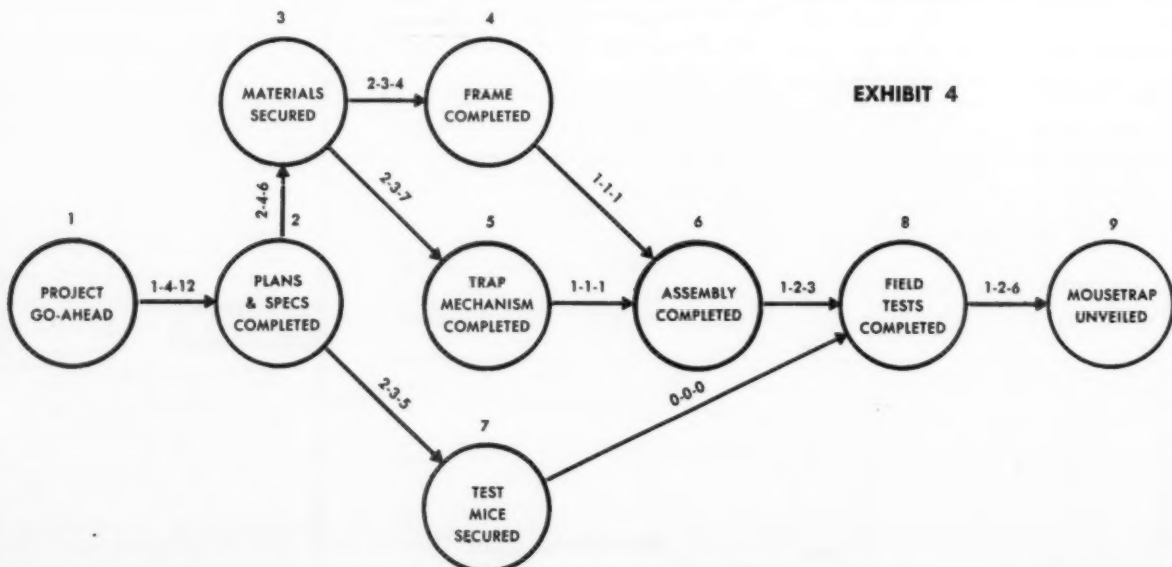 EXHIBIT 4
1
PROJECT
GO-AHEAD
1-4-12
2
PLANS
& SPECS
COMPLETED
2-4-6
3
MATERIALS
SECURED
2-3-4
4
FRAME
COMPLETED
2-3-7
5
TRAP
MECHANISM
COMPLETED
1-1-1
1-1-1
6
ASSEMBLY
COMPLETED
1-2-3
2-3-5
7
TEST
MICE
SECURED
0-0-0
8
FIELD
TESTS
COMPLETED
1-2-6
9
MOUSETRAP
UNVEILED